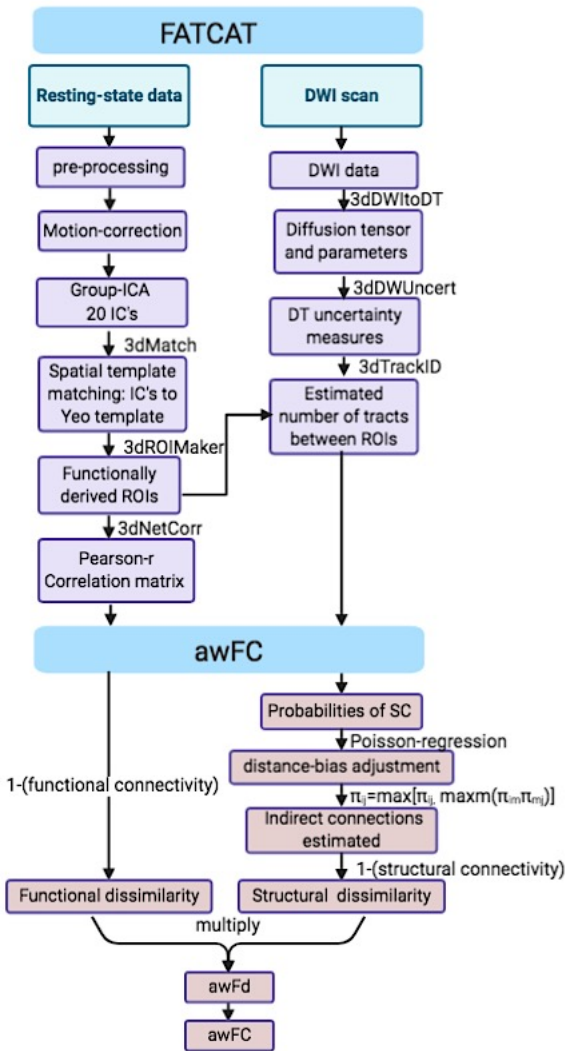 FATCAT
Resting-state data
DWI scan
pre-processing
DWI data
3dDWItoDT
Motion-correction
Diffusion tensor
and parameters
Group-ICA
20 IC's
3dDWUncert
DT uncertainty
measures
3dMatch
3dTrackID
Spatial template
matching: IC's to
Yeo template
Estimated
number of tracts
between ROIs
3dROIMaker
Functionally
derived ROIs
3dNetCorr
Pearson-r
Correlation matrix
awFC
Probabilities of SC
Poisson-regression
distance-bias adjustment
1-(functional connectivity)
πij=max[πij, maxm(πimπmj)]
Indirect connections
estimated
1-(structural connectivity)
Functional dissimilarity
Structural dissimilarity
multiply
awFd
awFC